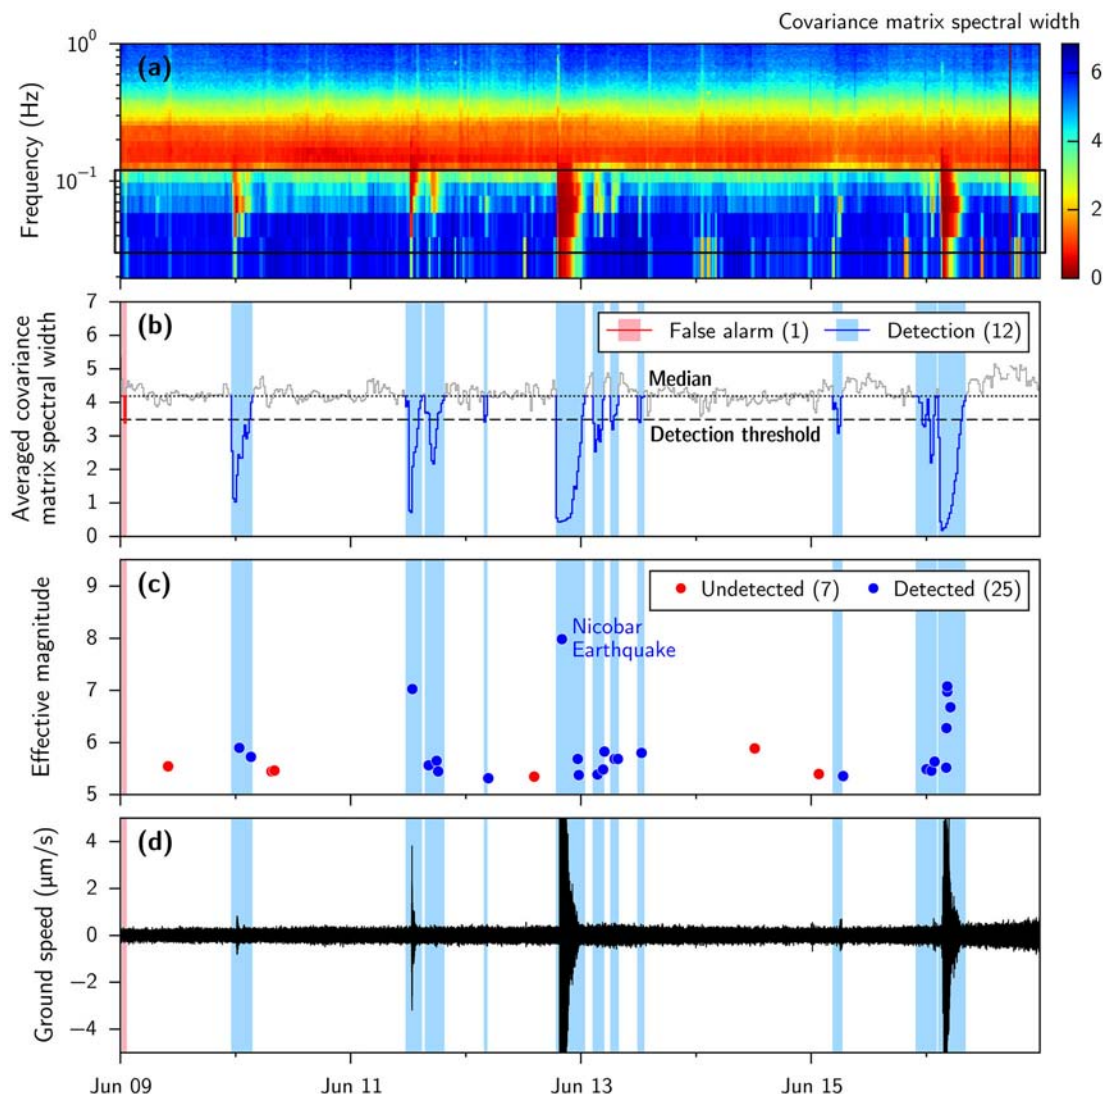 Covariance matrix spectral width
(a)
Frequency (Hz)
10⁰
10⁻¹
6
4
2
0
(b)
Averaged covariance
matrix spectral width
7
6
5
4
3
2
1
0
False alarm (1)
Detection (12)
Median
Detection threshold
(c)
Effective magnitude
9
8
7
6
5
Undetected (7)
Detected (25)
Nicobar
Earthquake
(d)
Ground speed (μm/s)
4
2
0
−2
−4
Jun 09
Jun 11
Jun 13
Jun 15